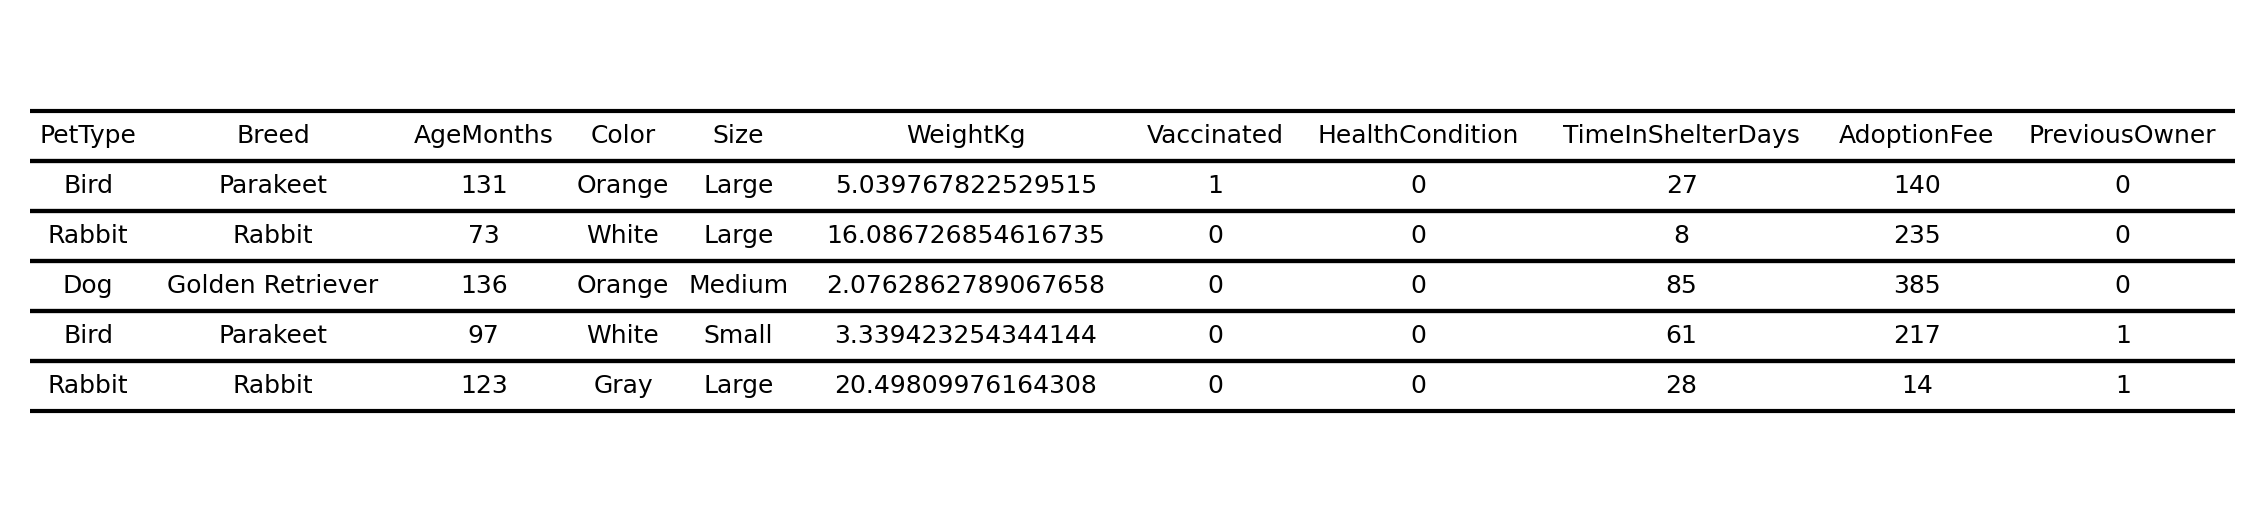 PetType Breed AgeMonths Color Size WeightKg Vaccinated HealthCondition TimeInShelterDays AdoptionFee PreviousOwner
Bird Parakeet 131 Orange Large 5.039767822529515 1 0 27 140 0
Rabbit Rabbit 73 White Large 16.086726854616735 0 0 8 235 0
Dog Golden Retriever 136 Orange Medium 2.0762862789067658 0 0 85 385 0
Bird Parakeet 97 White Small 3.339423254344144 0 0 61 217 1
Rabbit Rabbit 123 Gray Large 20.49809976164308 0 0 28 14 1